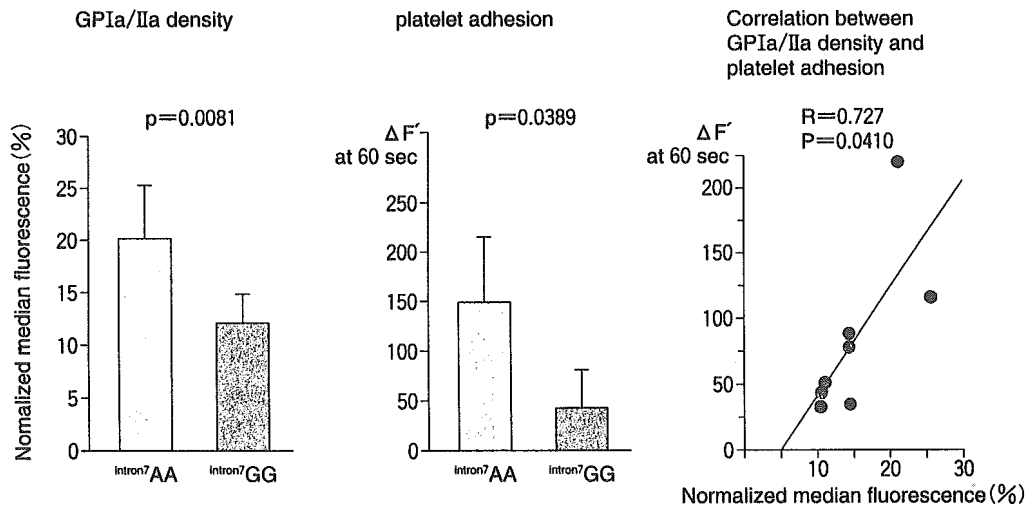 GPIa/IIa density
p=0.0081
Nomalized median fluorescence(%)
30
25
20
15
10
5
0
intron7AA
intron7GG
platelet adhesion
p=0.0389
ΔF´
at 60 sec
250
200
150
100
50
0
intron7AA
intron7GG
Correlation between
GPIa/IIa density and
platelet adhesion
R=0.727
P=0.0410
ΔF´
at 60 sec
200
150
100
50
0
10
20
30
Normalized median fluorescence(%)